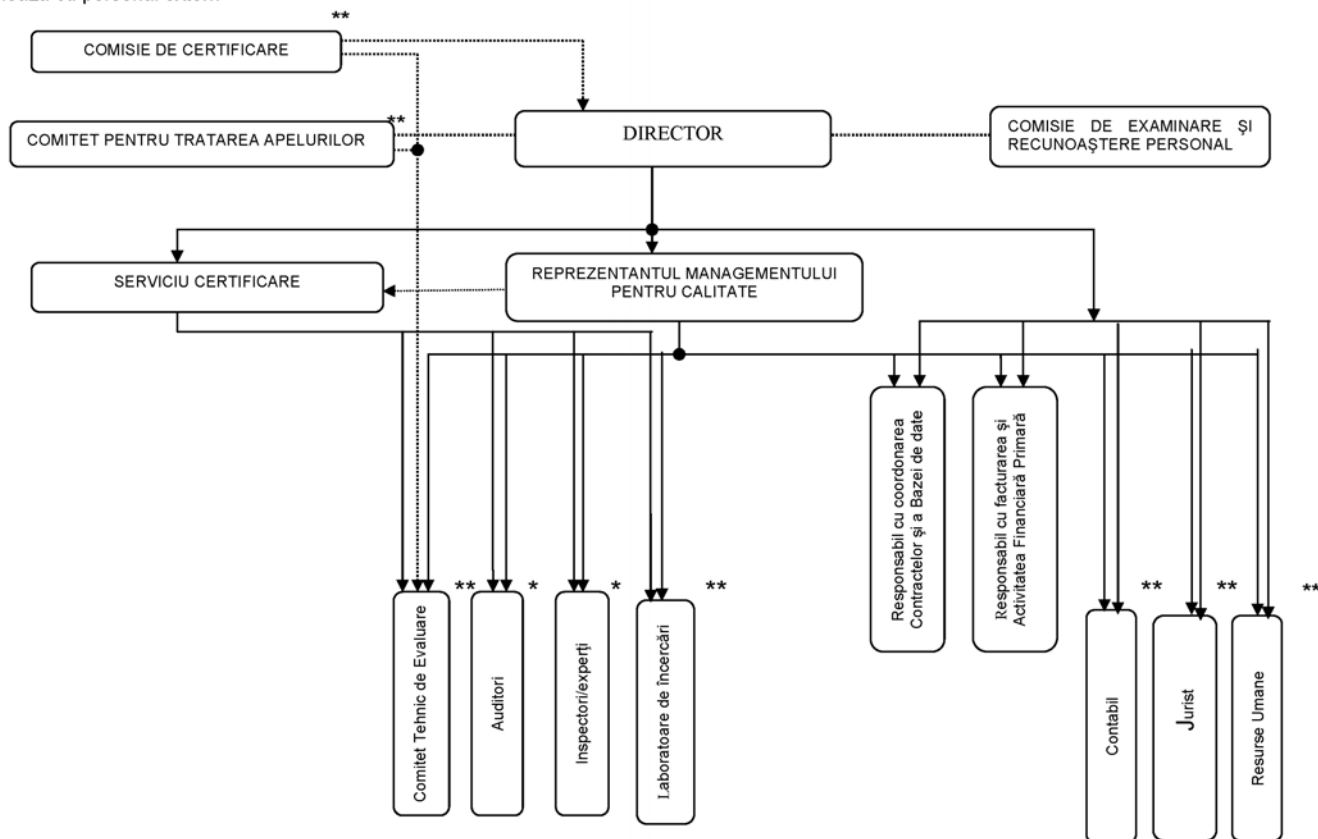 cu personal
**
COMISIE DE CERTIFICARE
**
COMITET PENTRU TRATAREA APELURILOR
DIRECTOR
COMISIE DE EXAMINARE ŞI
RECUNOAŞTERE PERSONAL
SERVICIU CERTIFICARE
REPREZENTANTUL MANAGEMENTULUI
PENTRU CALITATE
Comitet Tehnic de Evaluare
**
Auditori
*
Inspectori/experţi
*
Laboratoare de încercări
**
Responsabil cu coordonarea
Contractelor şi a Bazei de date
Responsabil cu facturarea şi
Activitatea Financiară Primară
Contabil
**
Jurist
**
Resurse Umane
**